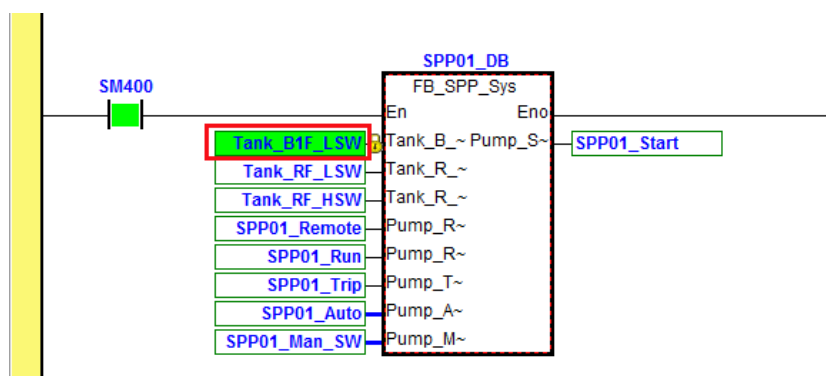 SPP01_DB
SM400
FB_SPP_Sys
En Eno
Tank_B1F_LSW Tank_B_~ Pump_S~ SPP01_Start
Tank_RF_LSW Tank_R_~
Tank_RF_HSW Tank_R_~
SPP01_Remote Pump_R~
SPP01_Run Pump_R~
SPP01_Trip Pump_T~
SPP01_Auto Pump_A~
SPP01_Man_SW Pump_M~